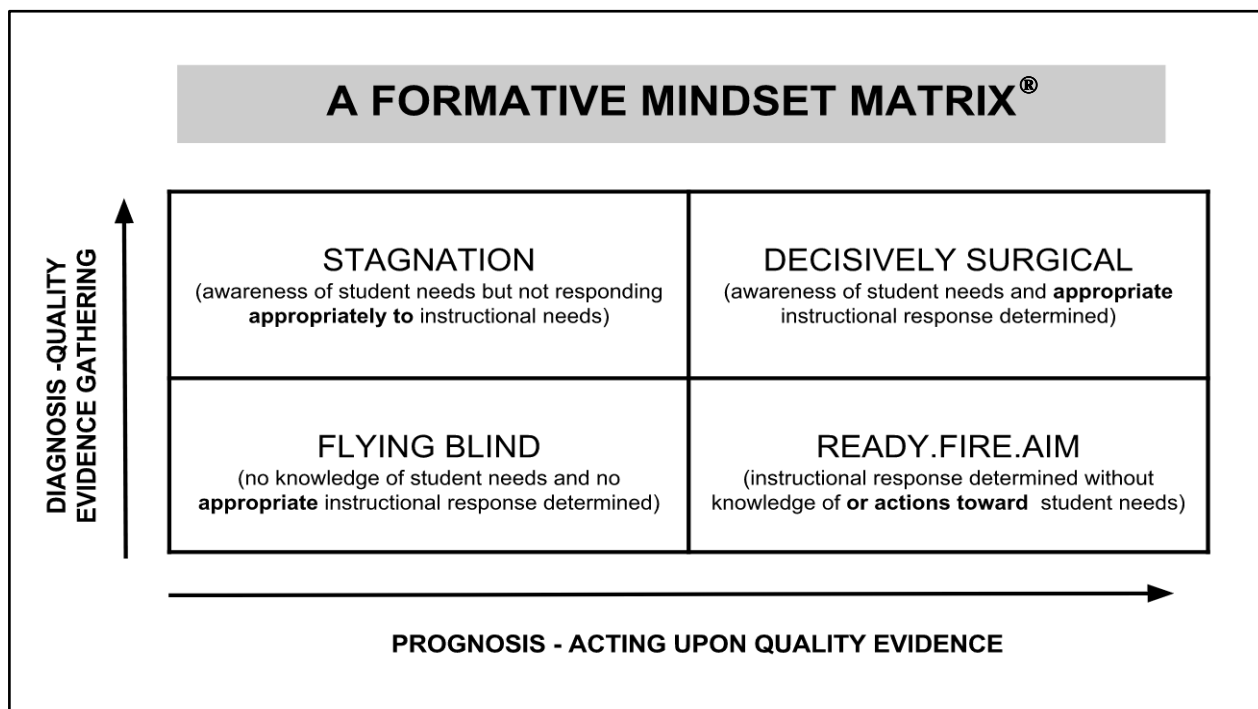 A FORMATIVE MINDSET MATRIX®
DIAGNOSIS -QUALITY
EVIDENCE GATHERING
STAGNATION
(awareness of student needs but not responding
appropriately to instructional needs)
DECISIVELY SURGICAL
(awareness of student needs and appropriate
instructional response determined)
FLYING BLIND
(no knowledge of student needs and no
appropriate instructional response determined)
READY.FIRE.AIM
(instructional response determined without
knowledge of or actions toward  student needs)
PROGNOSIS - ACTING UPON QUALITY EVIDENCE